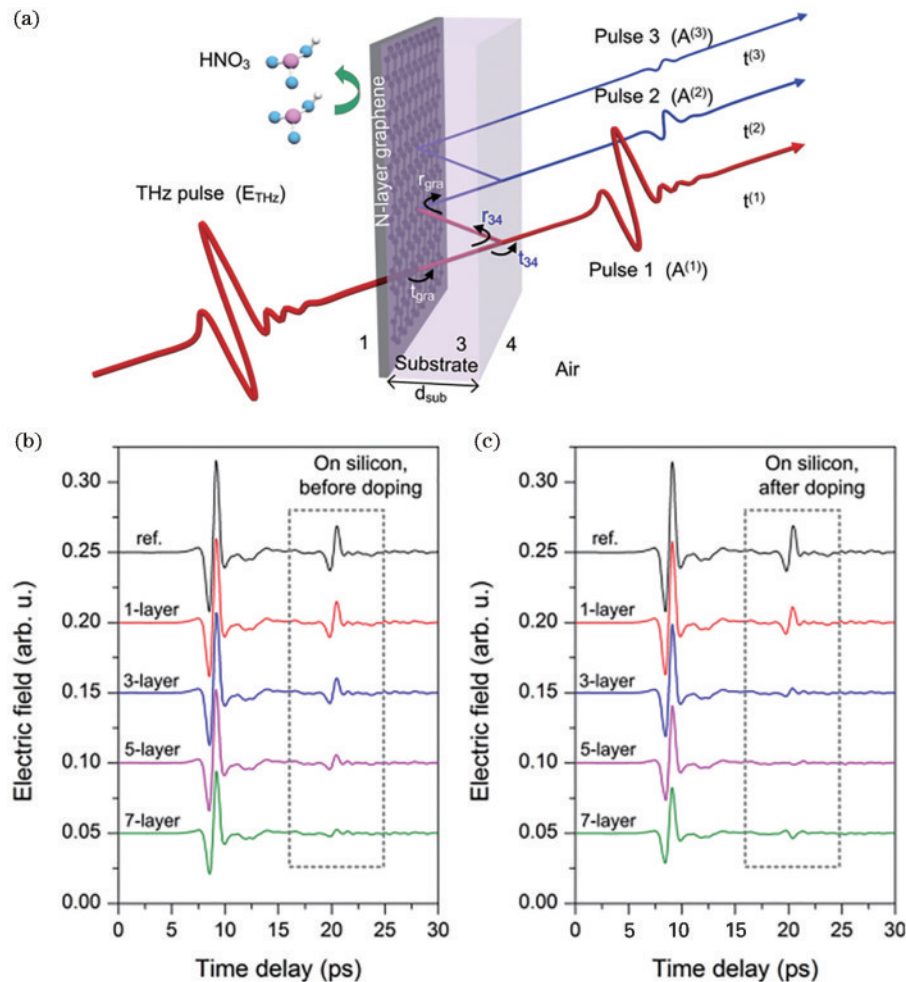 (a)
HNO₃
N-layer graphene
Pulse 3 (A⁽³⁾)
t⁽³⁾
Pulse 2 (A⁽²⁾)
t⁽²⁾
THz pulse (E_THz)
r_gra
r₃₄
t⁽¹⁾
t₃₄
Pulse 1 (A⁽¹⁾)
t_gra
1
3
4
Substrate
Air
d_sub
(b)
On silicon,
before doping
ref.
1-layer
3-layer
5-layer
7-layer
0.30
0.25
0.20
0.15
0.10
0.05
0.00
Electric field (arb. u.)
0 5 10 15 20 25 30
Time delay (ps)
(c)
On silicon,
after doping
ref.
1-layer
3-layer
5-layer
7-layer
0.30
0.25
0.20
0.15
0.10
0.05
0.00
Electric field (arb. u.)
0 5 10 15 20 25 30
Time delay (ps)